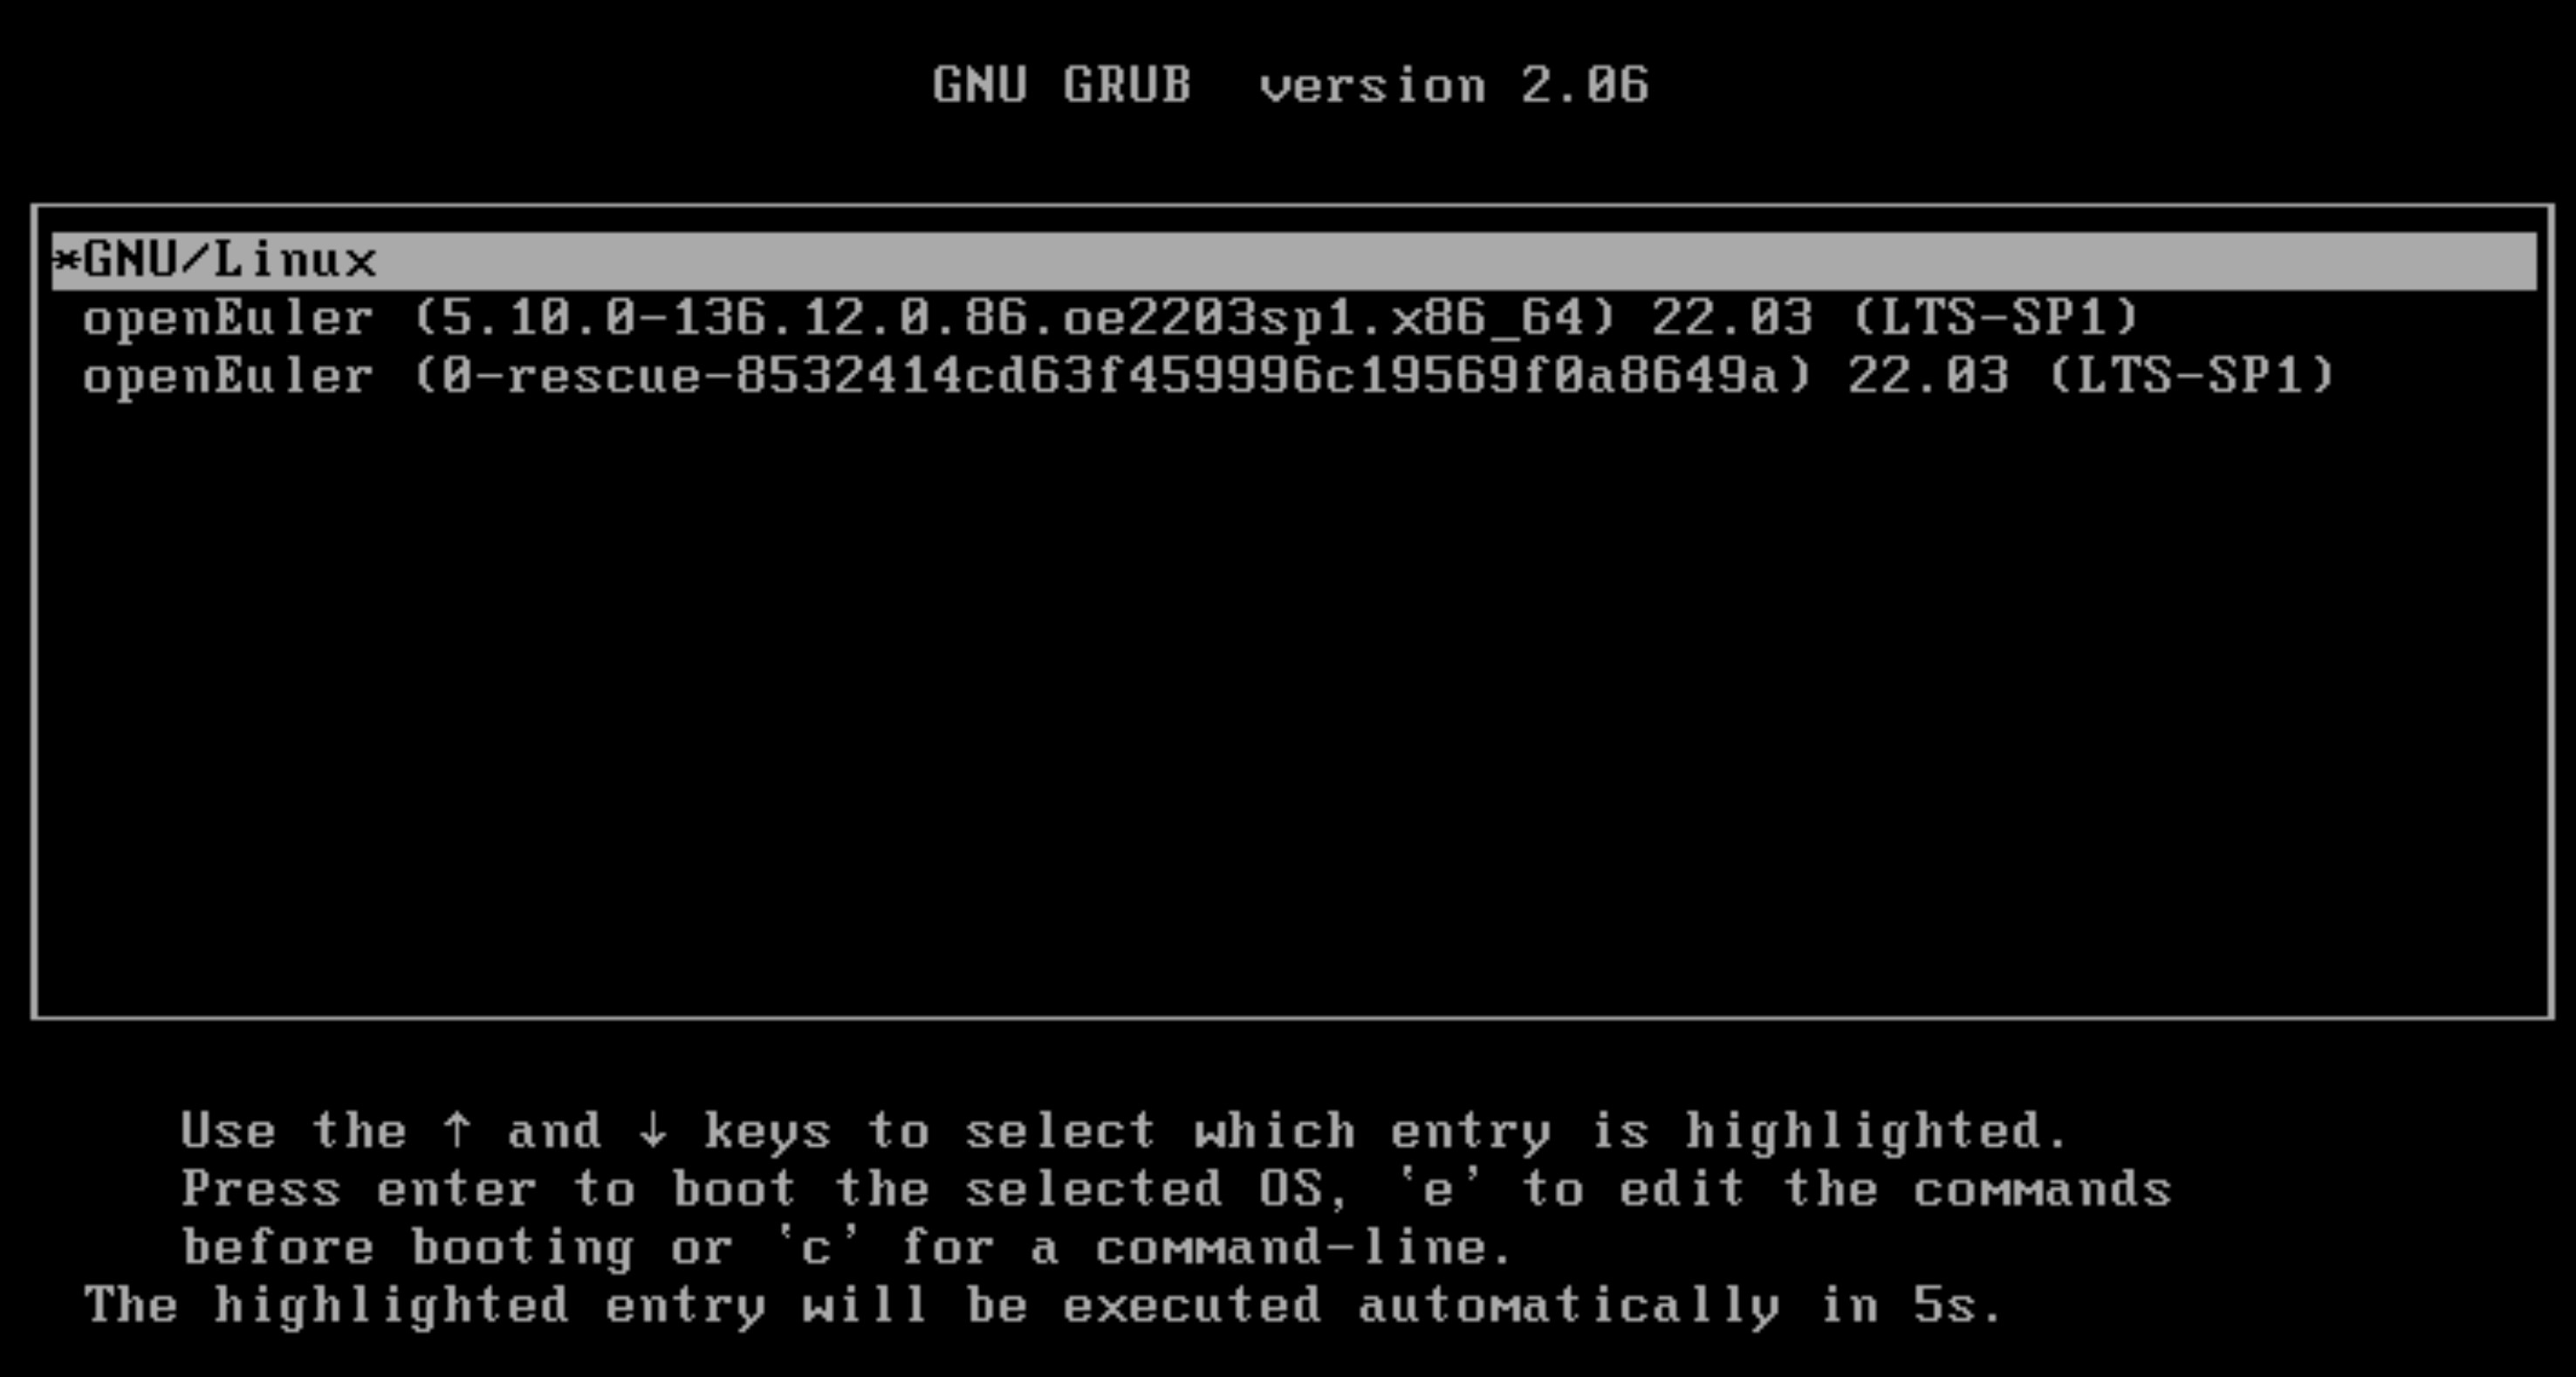 GNU GRUB  version 2.06
*GNU/Linux
openEuler (5.10.0-136.12.0.86.oe2203sp1.x86_64) 22.03 (LTS-SP1)
openEuler (0-rescue-8532414cd63f459996c19569f0a8649a) 22.03 (LTS-SP1)
Use the ↑ and ↓ keys to select which entry is highlighted.
Press enter to boot the selected OS, `e' to edit the commands
before booting or `c' for a command-line.
The highlighted entry will be executed automatically in 5s.